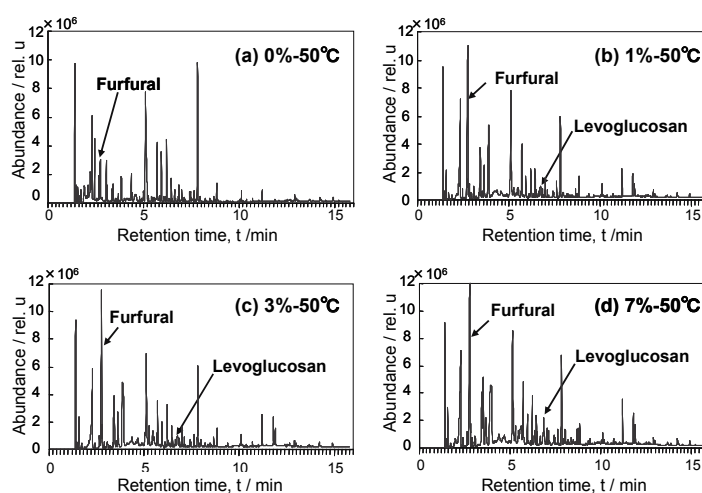 12×10⁶
(a) 0%-50℃
Furfural
Abundance / rel. u
10
8
6
4
2
0
5
10
15
Retention time, t /min
12×10⁶
(b) 1%-50℃
Furfural
Levoglucosan
Abundance / rel. u
10
8
6
4
2
0
0
5
10
15
Retention time, t /min
12×10⁶
(c) 3%-50℃
Furfural
Levoglucosan
Abundance / rel. u
10
8
6
4
2
0
0
5
10
15
Retention time, t /min
12×10⁶
(d) 7%-50℃
Furfural
Levoglucosan
Abundance / rel. u
10
8
6
4
2
0
0
5
10
15
Retention time, t /min